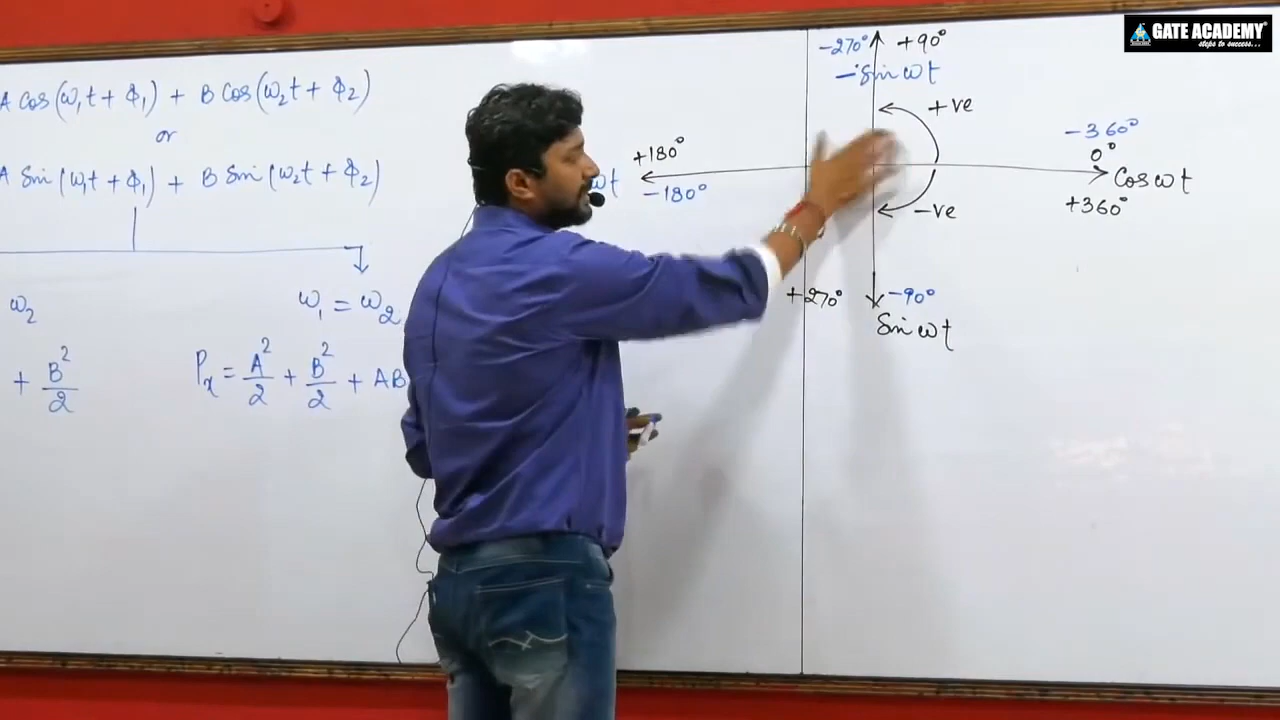 GATE ACADEMY
steps to success...
A Cos(ω₁t + Φ₁) + B Cos(ω₂t + Φ₂)
or
A Sin(ω₁t + Φ₁) + B Sin(ω₂t + Φ₂)
ω₂
ω₁ = ω₂
+ B²/2
Pₓ = A²/2 + B²/2 + AB
-270° +90°
-Sin ωt
+ve
+180°
ωt
-180°
-360°
0°
Cos ωt
+360°
-ve
+270° -90°
Sin ωt